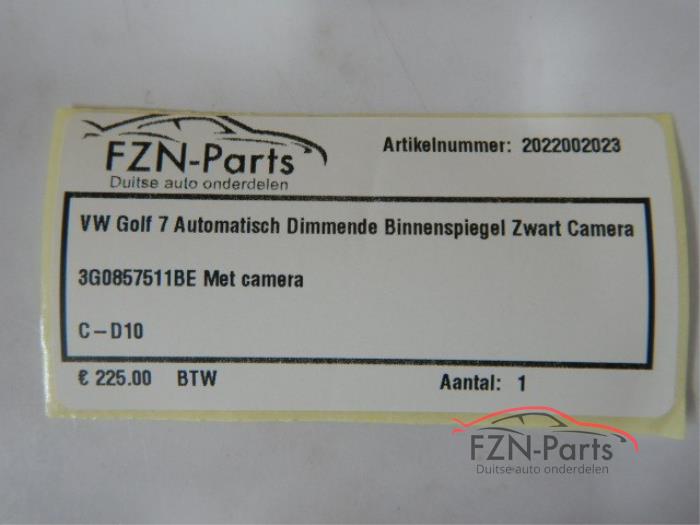 FZN-Parts
Duitse auto onderdelen
Artikelnummer: 2022002023
VW Golf 7 Automatisch Dimmende Binnenspiegel Zwart Camera
3G0857511BE Met camera
C-D10
€ 225.00 BTW Aantal: 1
FZN-Parts
Duitse auto onderdelen